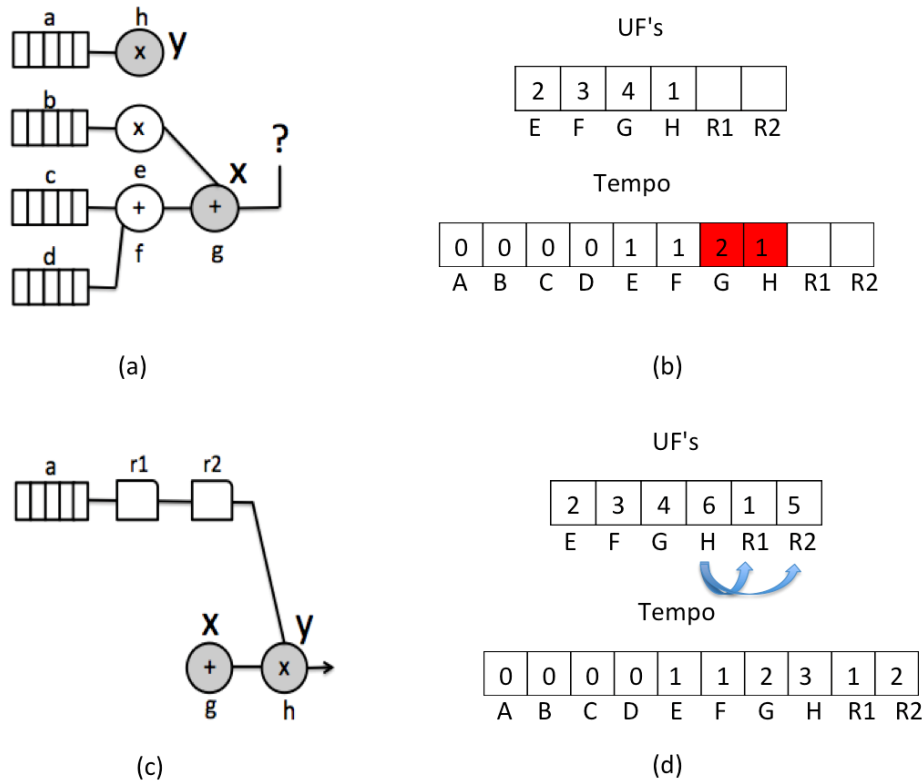 a h
x y
b
x ?
c e x
+ +
d f g
(a)
UF's
2 3 4 1
E F G H R1 R2
Tempo
0 0 0 0 1 1 2 1
A B C D E F G H R1 R2
(b)
a r1 r2
x y
+ x
g h
(c)
UF's
2 3 4 6 1 5
E F G H R1 R2
Tempo
0 0 0 0 1 1 2 3 1 2
A B C D E F G H R1 R2
(d)